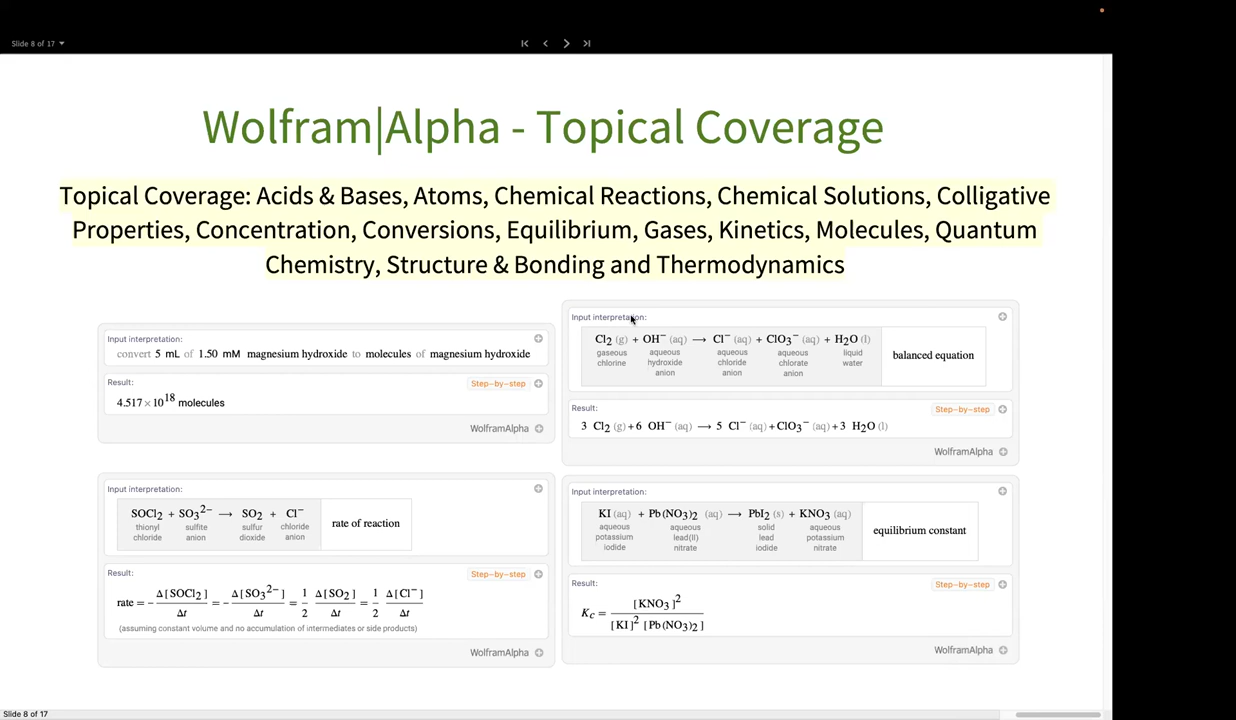 Slide 8 of 17
Wolfram|Alpha - Topical Coverage
Topical Coverage: Acids & Bases, Atoms, Chemical Reactions, Chemical Solutions, Colligative
Properties, Concentration, Conversions, Equilibrium, Gases, Kinetics, Molecules, Quantum
Chemistry, Structure & Bonding and Thermodynamics
Input interpretation:
convert 5 mL of 1.50 mM magnesium hydroxide to molecules of magnesium hydroxide
Result:
Step-by-step
4.517×10^18 molecules
WolframAlpha
Input interpretation:
Cl₂ (g) + OH⁻ (aq) ⟶ Cl⁻ (aq) + ClO₃⁻ (aq) + H₂O (l)
gaseous chlorine
aqueous hydroxide anion
aqueous chloride anion
aqueous chlorate anion
liquid water
balanced equation
Result:
Step-by-step
3 Cl₂ (g) + 6 OH⁻ (aq) ⟶ 5 Cl⁻ (aq) + ClO₃⁻ (aq) + 3 H₂O (l)
WolframAlpha
Input interpretation:
SOCl₂ + SO₃²⁻ ⟶ SO₂ + Cl⁻
thionyl chloride
sulfite anion
sulfur dioxide
chloride anion
rate of reaction
Result:
Step-by-step
rate = -Δ[SOCl₂]/Δt = -Δ[SO₃²⁻]/Δt = 1/2 Δ[SO₂]/Δt = 1/2 Δ[Cl⁻]/Δt
(assuming constant volume and no accumulation of intermediates or side products)
WolframAlpha
Input interpretation:
KI (aq) + Pb(NO₃)₂ (aq) ⟶ PbI₂ (s) + KNO₃ (aq)
aqueous potassium iodide
aqueous lead(II) nitrate
solid lead iodide
aqueous potassium nitrate
equilibrium constant
Result:
Step-by-step
K_c = [KNO₃]²/[KI]² [Pb(NO₃)₂]
WolframAlpha
Slide 8 of 17